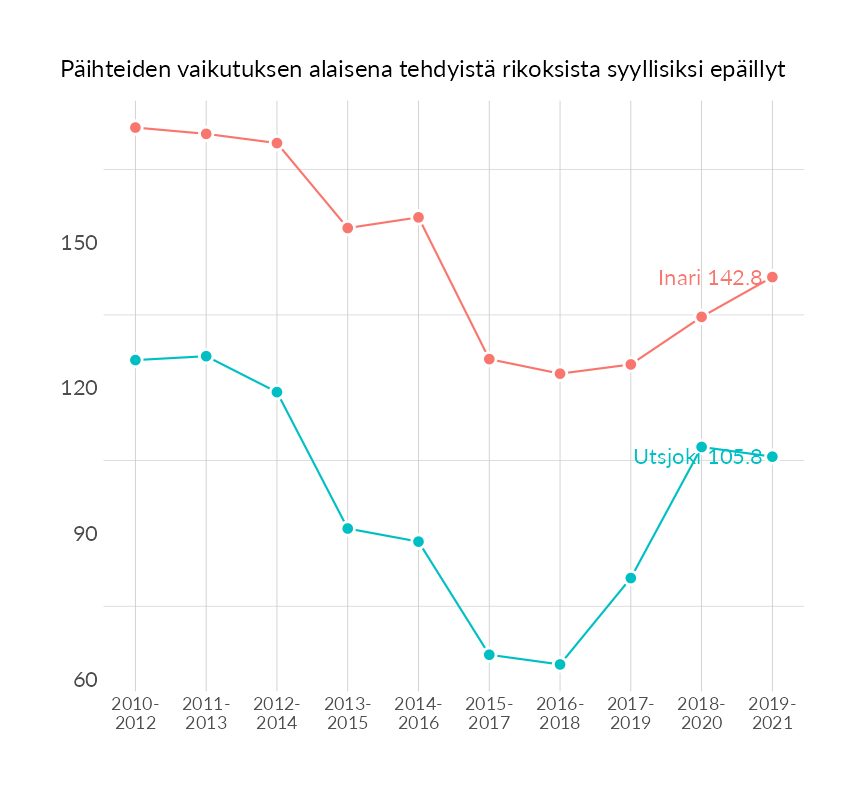 Päihteiden vaikutuksen alaisena tehdyistä rikoksista syyllisiksi epäillyt
150
Inari 142.8
120
Utsjoki 105.8
90
60
2010- 2011- 2012- 2013- 2014- 2015- 2016- 2017- 2018- 2019-
2012 2013 2014 2015 2016 2017 2018 2019 2020 2021